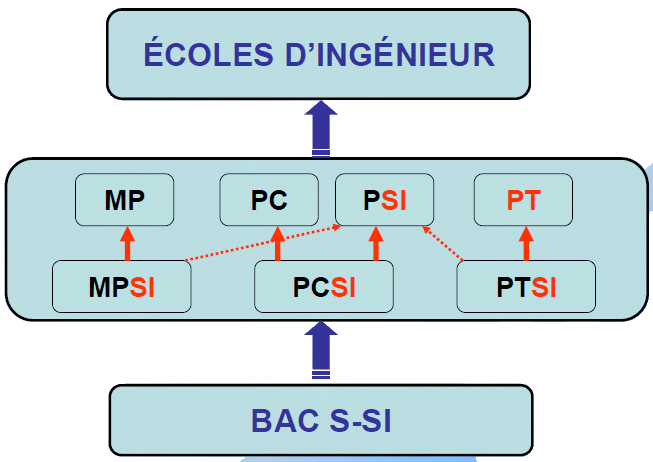 ÉCOLES D'INGÉNIEUR
MP PC PSI PT
MPSI PCSI PTSI
BAC S-SI